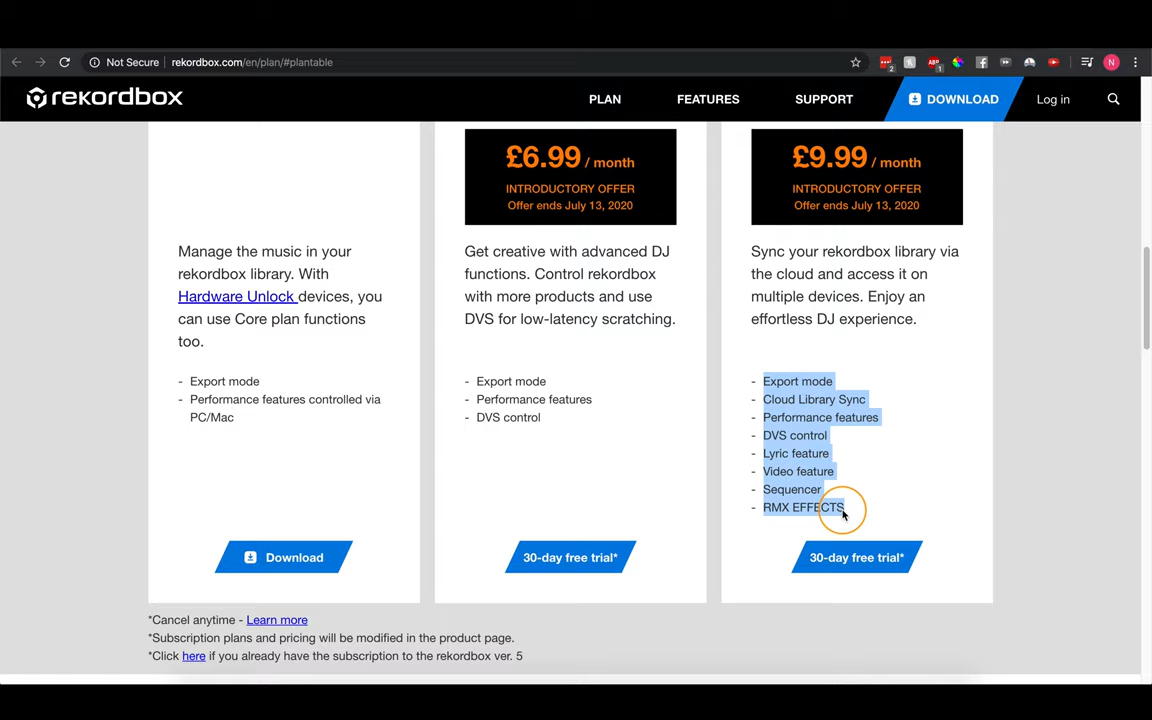 Not Secure | rekordbox.com/en/plan/#plantable
2
1
N
rekordbox
PLAN
FEATURES
SUPPORT
DOWNLOAD
Log in
Manage the music in your
rekordbox library. With
Hardware Unlock devices, you
can use Core plan functions
too.
- Export mode
- Performance features controlled via
PC/Mac
Download
£6.99 / month
INTRODUCTORY OFFER
Offer ends July 13, 2020
Get creative with advanced DJ
functions. Control rekordbox
with more products and use
DVS for low-latency scratching.
- Export mode
- Performance features
- DVS control
30-day free trial*
£9.99 / month
INTRODUCTORY OFFER
Offer ends July 13, 2020
Sync your rekordbox library via
the cloud and access it on
multiple devices. Enjoy an
effortless DJ experience.
- Export mode
- Cloud Library Sync
- Performance features
- DVS control
- Lyric feature
- Video feature
- Sequencer
- RMX EFFECTS
30-day free trial*
*Cancel anytime - Learn more
*Subscription plans and pricing will be modified in the product page.
*Click here if you already have the subscription to the rekordbox ver. 5